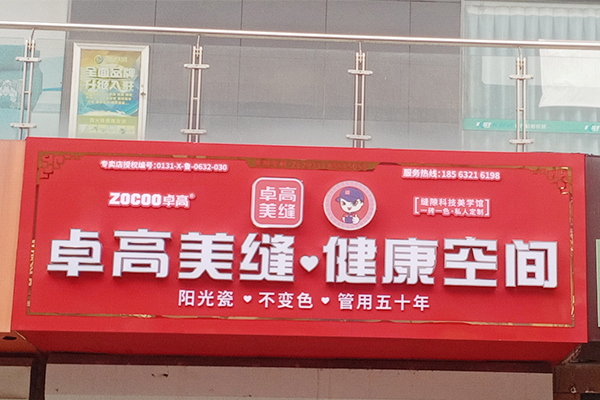 专卖店授权编号:0131-X-鲁-0632-030
服务热线:185 6321 6198
ZOCOO卓高®
卓高
美缝
缝隙科技美学馆
一砖一色·私人定制
卓高美缝♥健康空间
阳光瓷♥不变色♥管用五十年